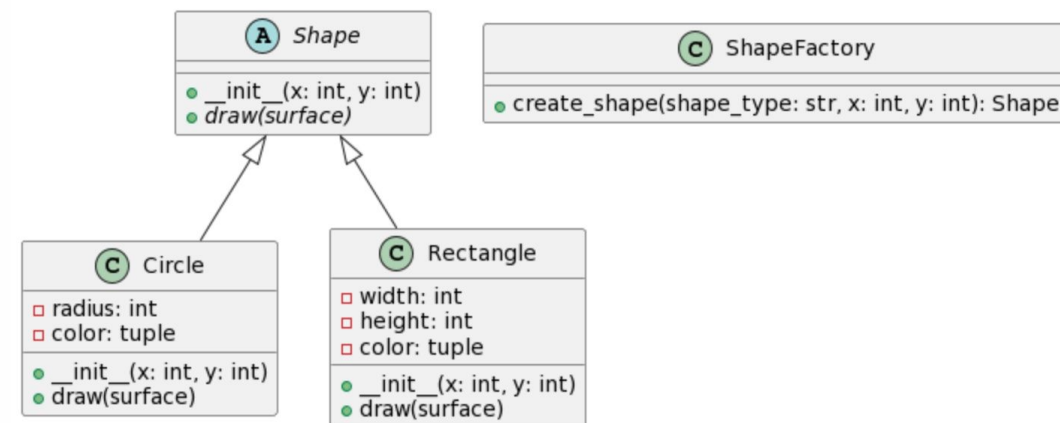 A Shape
__init__(x: int, y: int)
draw(surface)
C ShapeFactory
create_shape(shape_type: str, x: int, y: int): Shape
C Circle
radius: int
color: tuple
__init__(x: int, y: int)
draw(surface)
C Rectangle
width: int
height: int
color: tuple
__init__(x: int, y: int)
draw(surface)